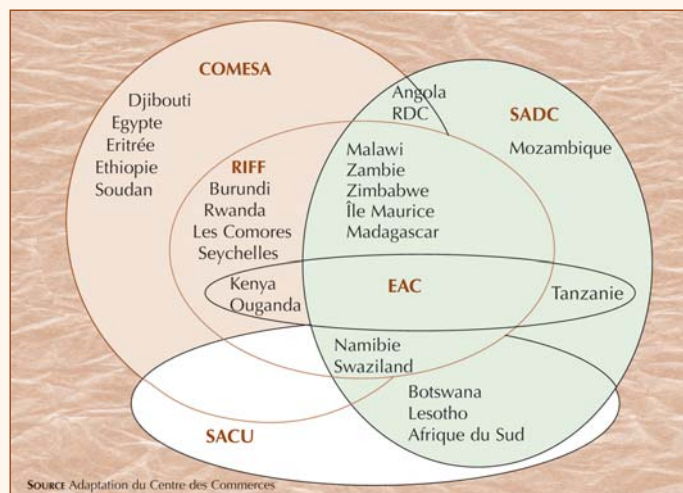 COMESA
Djibouti
Egypte
Eritrée
Ethiopie
Soudan
RIFF
Burundi
Rwanda
Les Comores
Seychelles
Kenya
Ouganda
Angola
RDC
SADC
Mozambique
Malawi
Zambie
Zimbabwe
Île Maurice
Madagascar
EAC
Tanzanie
Namibie
Swaziland
Botswana
Lesotho
Afrique du Sud
SACU
SOURCE Adaptation du Centre des Commerces